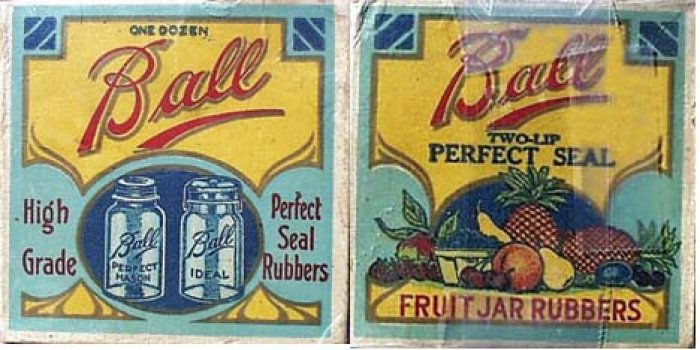 ONE DOZEN
Ball
High
Grade
Perfect
Seal
Rubbers
Ball
PERFECT
MASON
Ball
IDEAL
Ball
TWO-LIP
PERFECT SEAL
FRUIT JAR RUBBERS